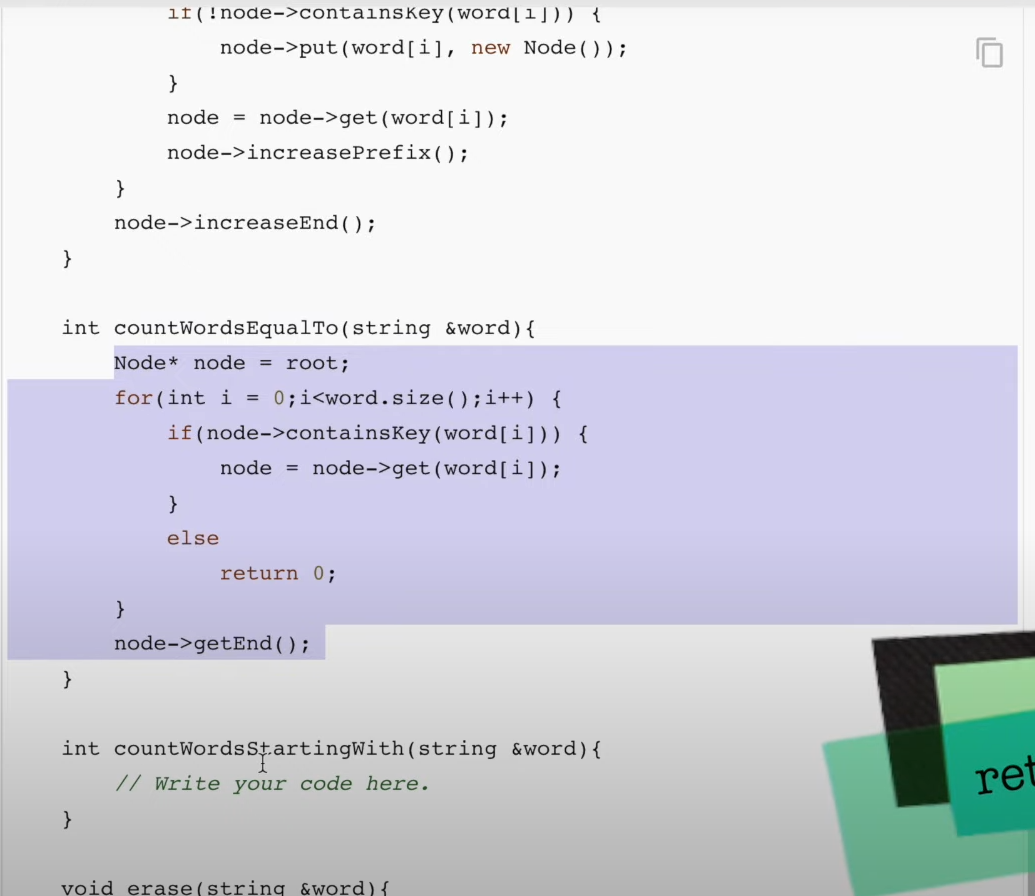 if(!node->containsKey(word[i])) {
node->put(word[i], new Node());
}
node = node->get(word[i]);
node->increasePrefix();
}
node->increaseEnd();
}
int countWordsEqualTo(string &word){
Node* node = root;
for(int i = 0;i<word.size();i++) {
if(node->containsKey(word[i])) {
node = node->get(word[i]);
}
else
return 0;
}
node->getEnd();
}
int countWordsStartingWith(string &word){
// Write your code here.
}
void erase(string &word){
ret